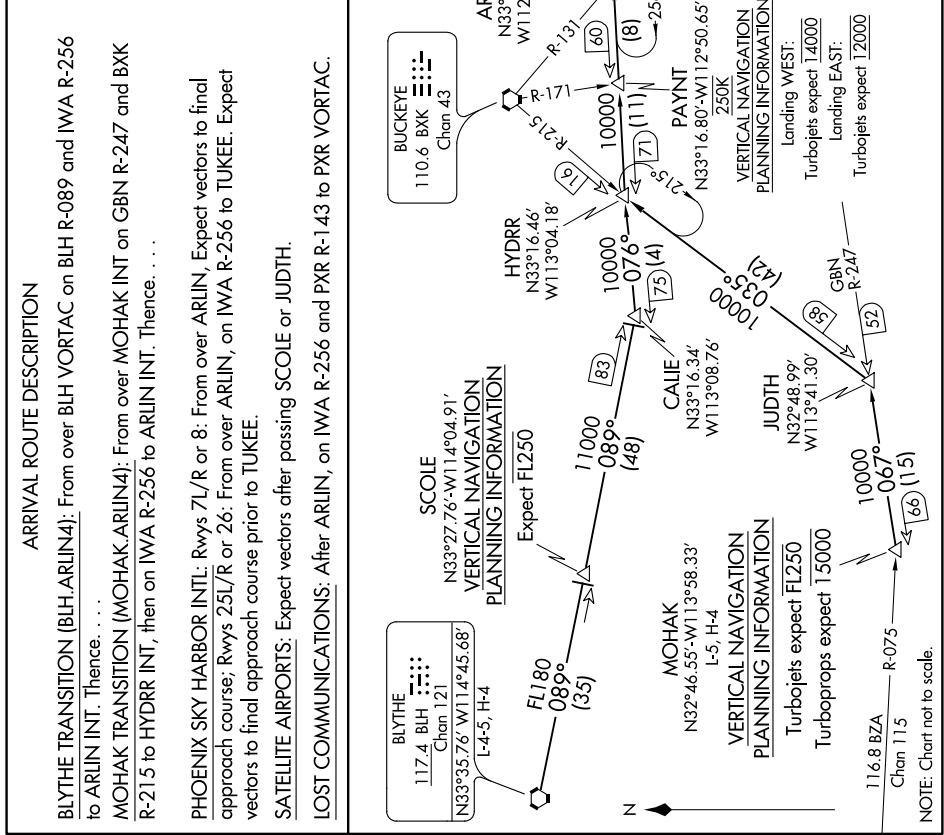 ARRIVAL ROUTE DESCRIPTION
BLYTHE TRANSITION (BLH.ARLIN4): From over BLH VORTAC on BLH R-089 and IWA R-256
to ARLIN INT. Thence. . . .
MOHAK TRANSITION (MOHAK.ARLIN4): From over MOHAK INT on GBN R-247 and BXK
R-215 to HYDRR INT, then on IWA R-256 to ARLIN INT. Thence. . . .
PHOENIX SKY HARBOR INTL: Rwys 7L/R or 8: From over ARLIN, Expect vectors to final
approach course; Rwys 25L/R or 26: From over ARLIN, on IWA R-256 to TUKEE. Expect
vectors to final approach course prior to TUKEE.
SATELLITE AIRPORTS: Expect vectors after passing SCOLE or JUDTH.
LOST COMMUNICATIONS: After ARLIN, on IWA R-256 and PXR R-143 to PXR VORTAC.
BLYTHE
117.4 BLH
Chan 121
N33°35.76' W114°45.68'
L-4-5, H-4
FL180
089°
(35)
SCOLE
N33°27.76'-W114°04.91'
VERTICAL NAVIGATION
PLANNING INFORMATION
Expect FL250
11000
089°
(48)
83
CALIE
N33°16.34'
W113°08.76'
75
10000
076°
(4)
HYDRR
N33°16.46'
W113°04.18'
16
R-215
215°
71
10000
(11)
BUCKEYE
110.6 BXK
Chan 43
R-171
R-131
60
(8)
25
AR
N33°
W112
PAYNT
N33°16.80'-W112°50.65'
250K
VERTICAL NAVIGATION
PLANNING INFORMATION
Landing WEST:
Turbojets expect 14000
Landing EAST:
Turbojets expect 12000
10000
035°
(42)
58
GBN
R-247
52
JUDTH
N32°48.99'
W113°41.30'
10000
067°
(15)
66
MOHAK
N32°46.55'-W113°58.33'
L-5, H-4
VERTICAL NAVIGATION
PLANNING INFORMATION
Turbojets expect FL250
Turboprops expect 15000
R-075
116.8 BZA
Chan 115
N
NOTE: Chart not to scale.